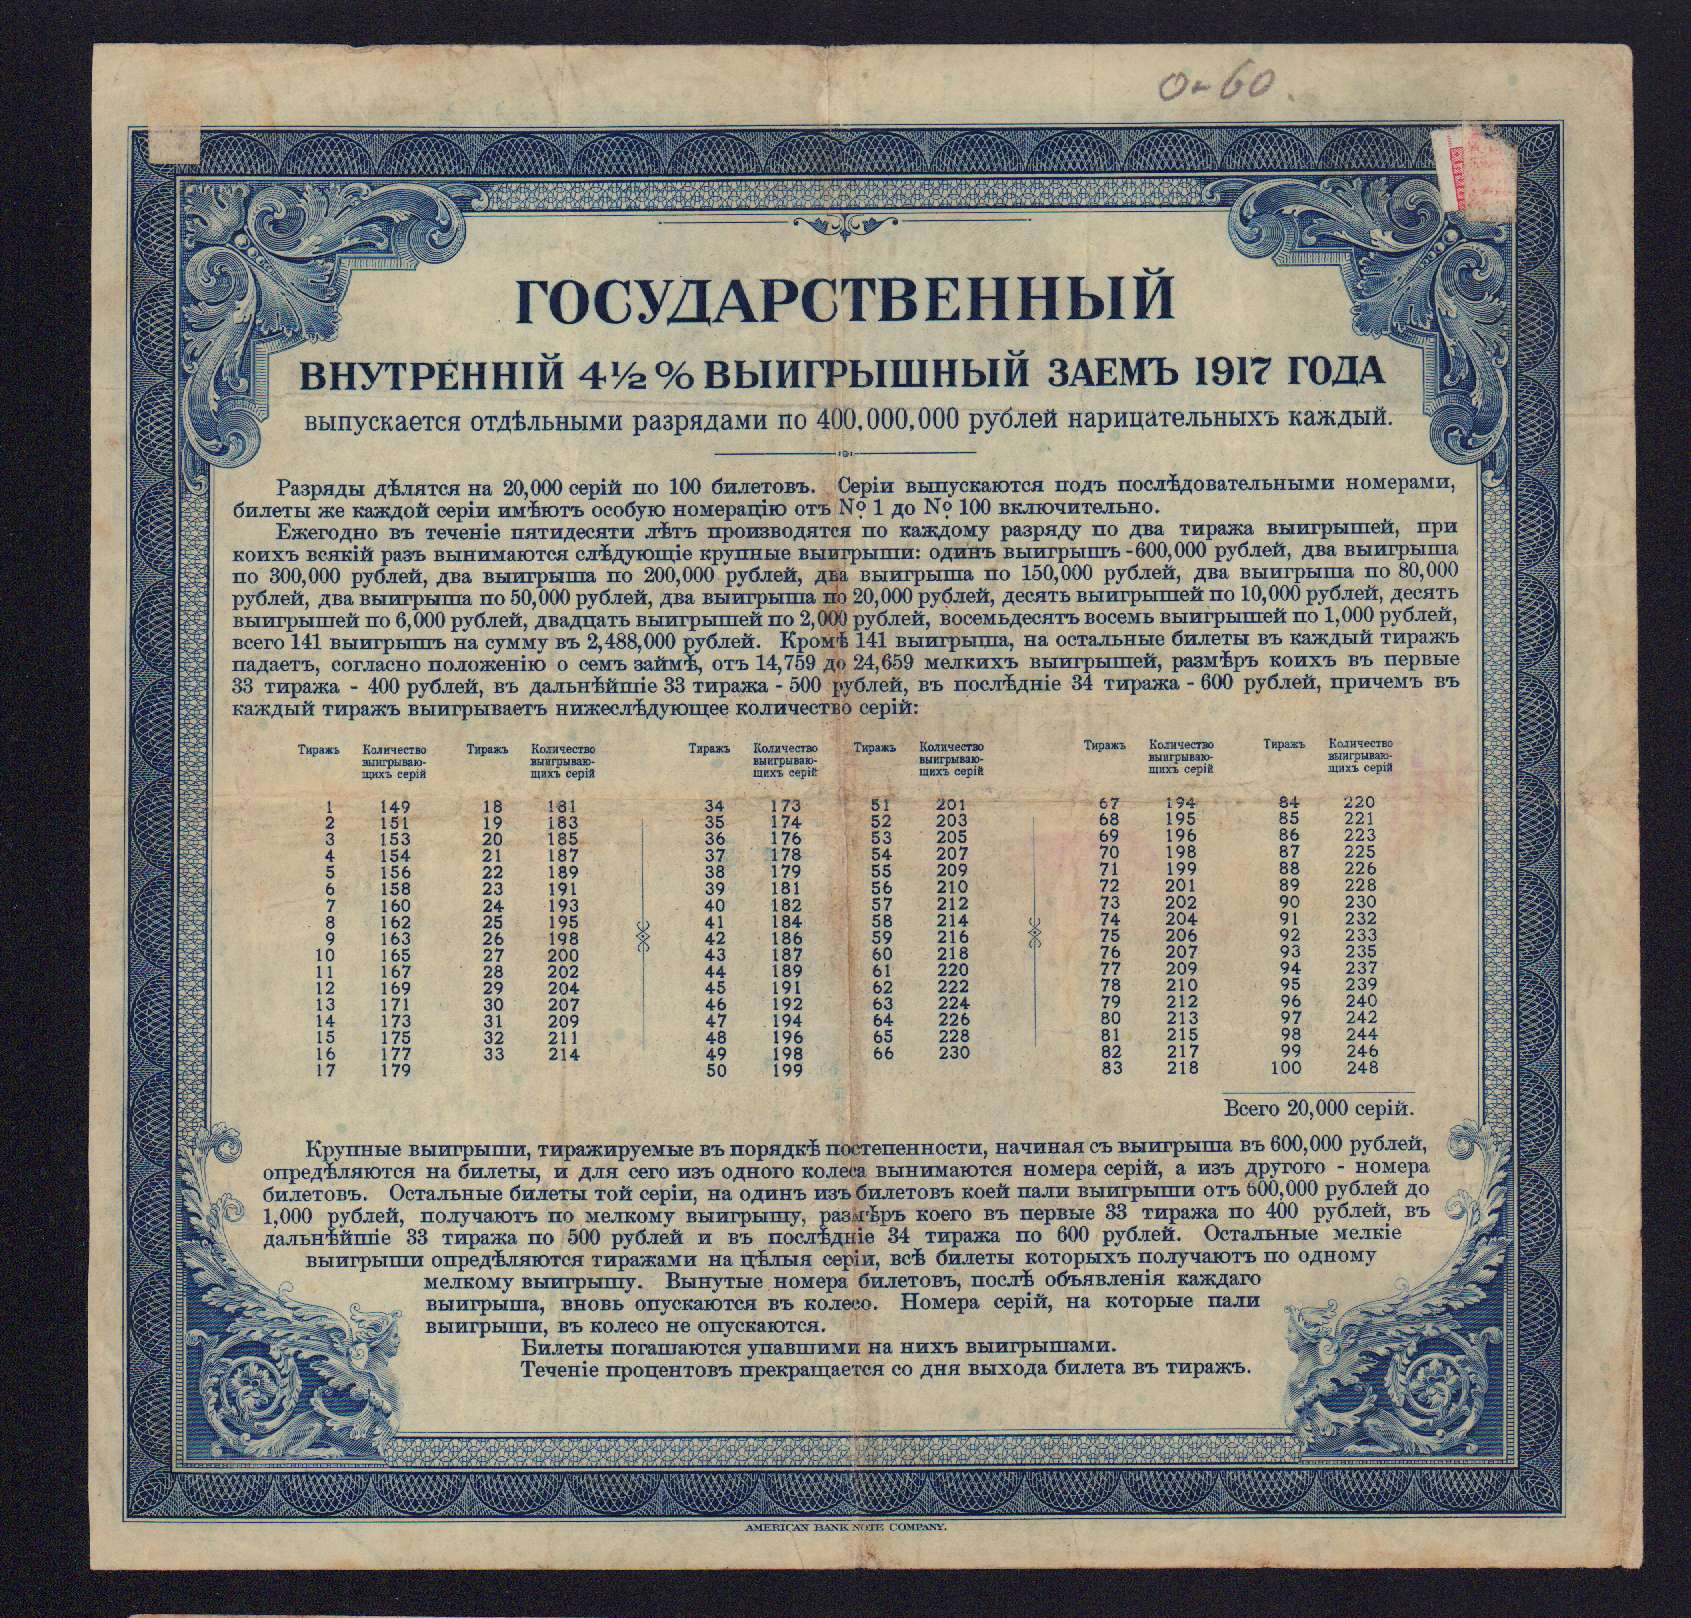 0-60.
ГОСУДАРСТВЕННЫЙ
ВНУТРЕННІЙ 4½% ВЫИГРЫШНЫЙ ЗАЕМЪ 1917 ГОДА
выпускается отдѣльными разрядами по 400,000,000 рублей нарицательныхъ каждый.
Разряды дѣлятся на 20,000 серій по 100 билетовъ. Серіи выпускаются подъ послѣдовательными номерами,
билеты же каждой серіи имѣютъ особую номерацію отъ № 1 до № 100 включительно.
Ежегодно въ теченіе пятидесяти лѣтъ производятся по каждому разряду по два тиража выигрышей, при
коихъ всякій разъ вынимаются слѣдующіе крупные выигрыши: одинъ выигрышъ -600,000 рублей, два выигрыша
по 300,000 рублей, два выигрыша по 200,000 рублей, два выигрыша по 150,000 рублей, два выигрыша по 80,000
рублей, два выигрыша по 50,000 рублей, два выигрыша по 20,000 рублей, десять выигрышей по 10,000 рублей, десять
выигрышей по 6,000 рублей, двадцать выигрышей по 2,000 рублей, восемьдесятъ восемь выигрышей по 1,000 рублей,
всего 141 выигрышъ на сумму въ 2,488,000 рублей. Кромѣ 141 выигрыша, на остальные билеты въ каждый тиражъ
падаетъ, согласно положенію о семъ займѣ, отъ 14,759 до 24,659 мелкихъ выигрышей, размѣръ коихъ въ первые
33 тиража - 400 рублей, въ дальнѣйшіе 33 тиража - 500 рублей, въ послѣдніе 34 тиража - 600 рублей, причемъ въ
каждый тиражъ выигрываетъ нижеслѣдующее количество серій:
Тиражъ Количество Тиражъ Количество Тиражъ Количество Тиражъ Количество Тиражъ Количество Тиражъ Количество
выигрываю- выигрываю- выигрываю- выигрываю- выигрываю- выигрываю-
щихъ серій щихъ серій щихъ серій щихъ серій щихъ серій щихъ серій
1 149 18 181 34 173 51 201 67 194 84 220
2 151 19 183 35 174 52 203 68 195 85 221
3 153 20 185 36 176 53 205 69 196 86 223
4 154 21 187 37 178 54 207 70 198 87 225
5 156 22 189 38 179 55 209 71 199 88 226
6 158 23 191 39 181 56 210 72 201 89 228
7 160 24 193 40 182 57 212 73 202 90 230
8 162 25 195 41 184 58 214 74 204 91 232
9 163 26 198 42 186 59 216 75 206 92 233
10 165 27 200 43 187 60 218 76 207 93 235
11 167 28 202 44 189 61 220 77 209 94 237
12 169 29 204 45 191 62 222 78 210 95 239
13 171 30 207 46 192 63 224 79 212 96 240
14 173 31 209 47 194 64 226 80 213 97 242
15 175 32 211 48 196 65 228 81 215 98 244
16 177 33 214 49 198 66 230 82 217 99 246
17 179 50 199 83 218 100 248
Всего 20,000 серій.
Крупные выигрыши, тиражируемые въ порядкѣ постепенности, начиная съ выигрыша въ 600,000 рублей,
опредѣляются на билеты, и для сего изъ одного колеса вынимаются номера серій, а изъ другого - номера
билетовъ. Остальные билеты той серіи, на одинъ изъ билетовъ коей пали выигрыши отъ 600,000 рублей до
1,000 рублей, получаютъ по мелкому выигрышу, размѣръ коего въ первые 33 тиража по 400 рублей, въ
дальнѣйшіе 33 тиража по 500 рублей и въ послѣдніе 34 тиража по 600 рублей. Остальные мелкіе
выигрыши опредѣляются тиражами на цѣлыя серіи, всѣ билеты которыхъ получаютъ по одному
мелкому выигрышу. Вынутые номера билетовъ, послѣ объявленія каждаго
выигрыша, вновь опускаются въ колесо. Номера серій, на которые пали
выигрыши, въ колесо не опускаются.
Билеты погашаются упавшими на нихъ выигрышами.
Теченіе процентовъ прекращается со дня выхода билета въ тиражъ.
AMERICAN BANK NOTE COMPANY.